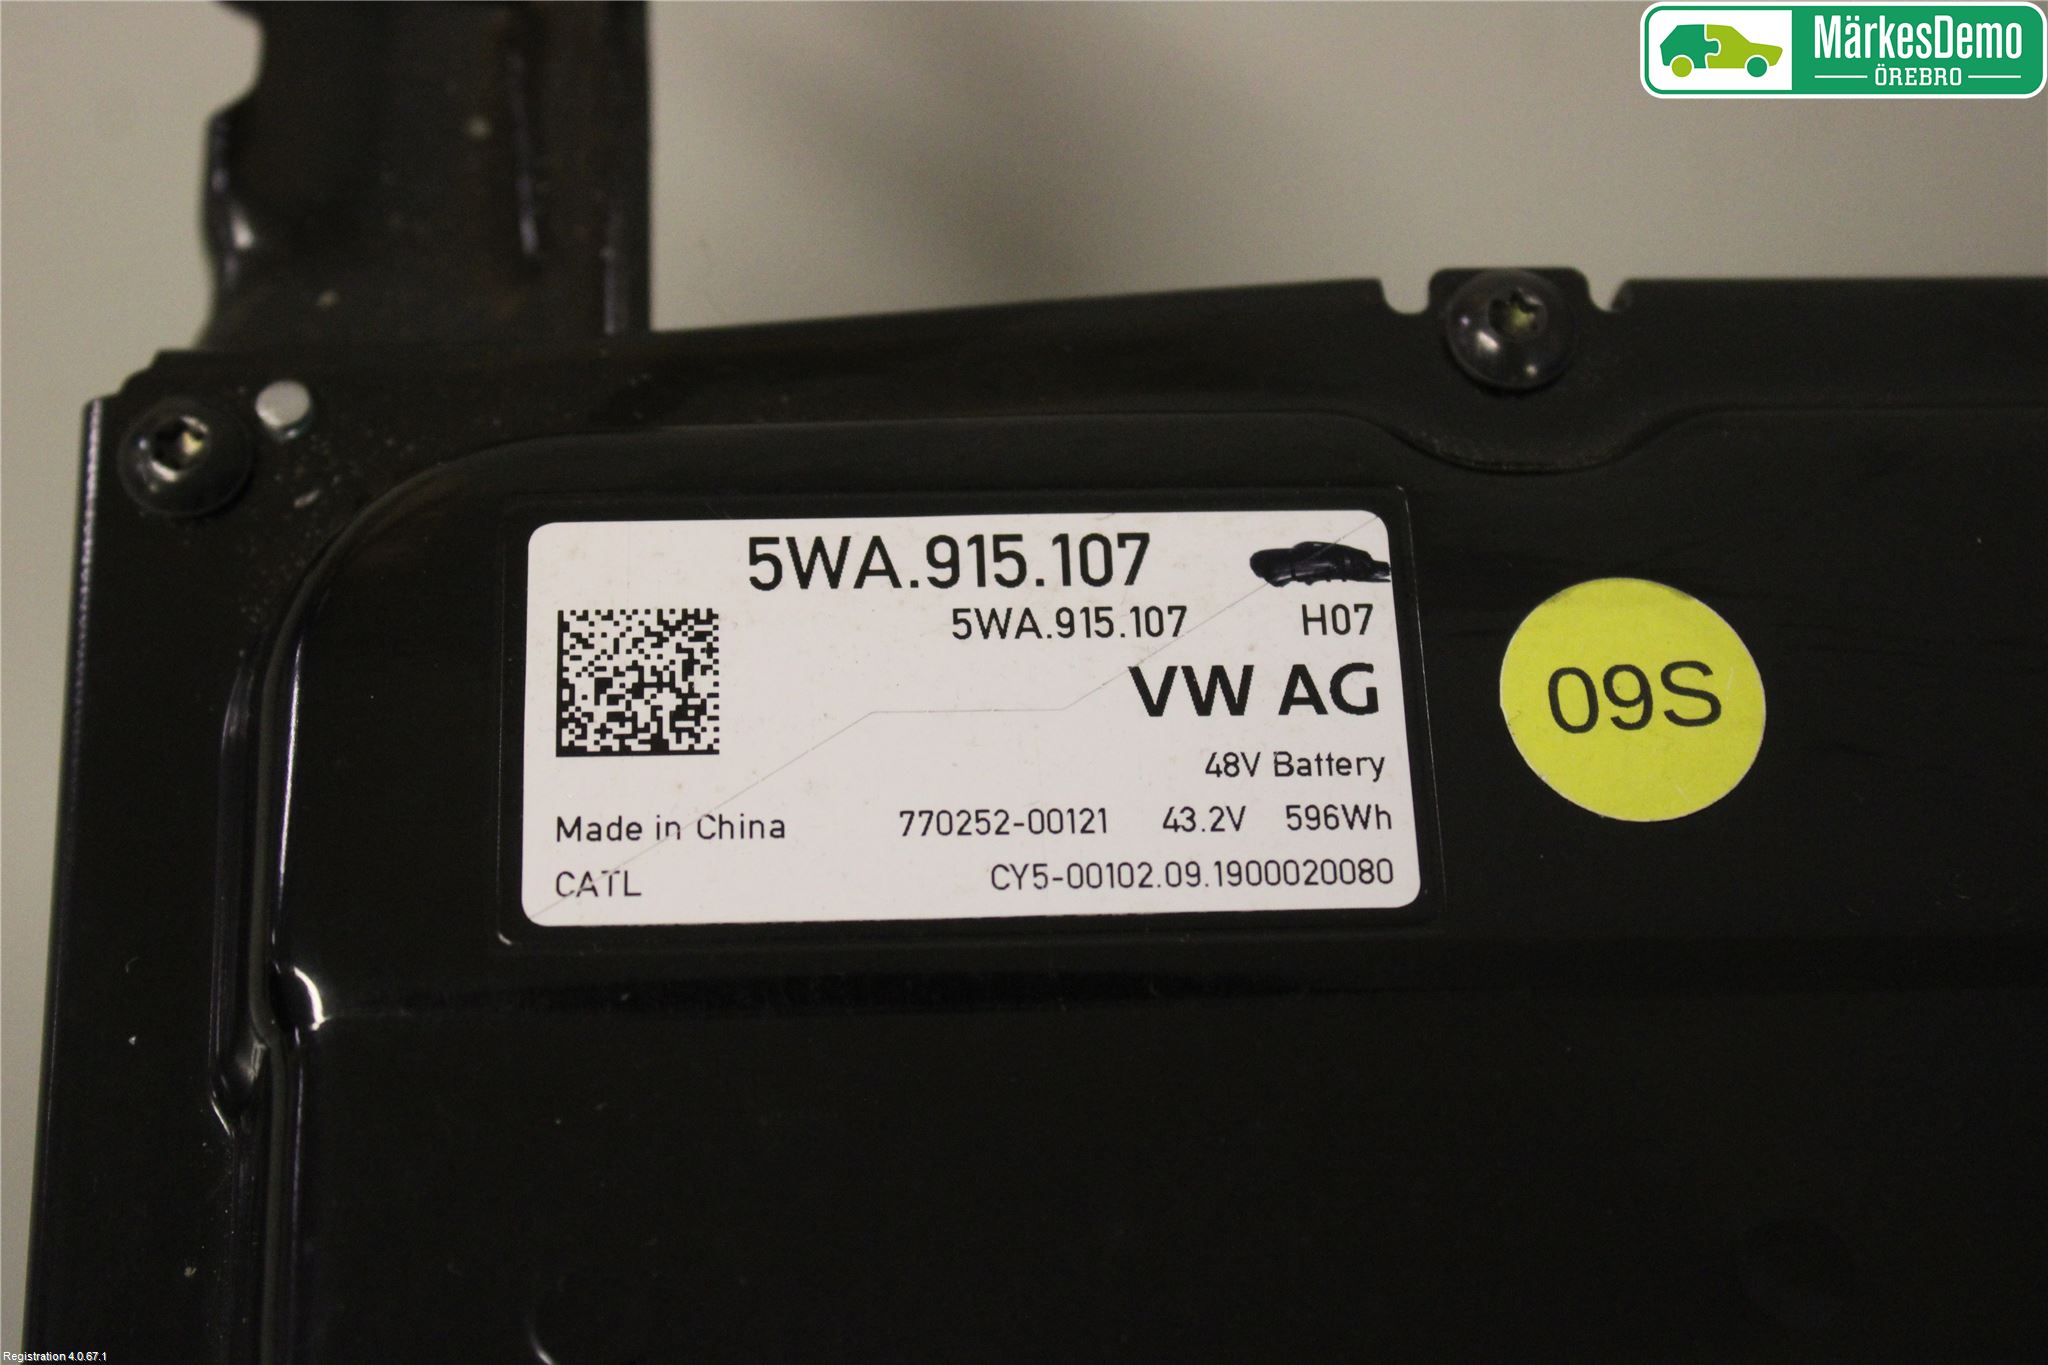 MärkesDemo
ÖREBRO
5WA.915.107
5WA.915.107 H07
VW AG
48V Battery
Made in China 770252-00121 43.2V 596Wh
CATL CY5-00102.09.1900020080
09S
Registration 4.0.67.1